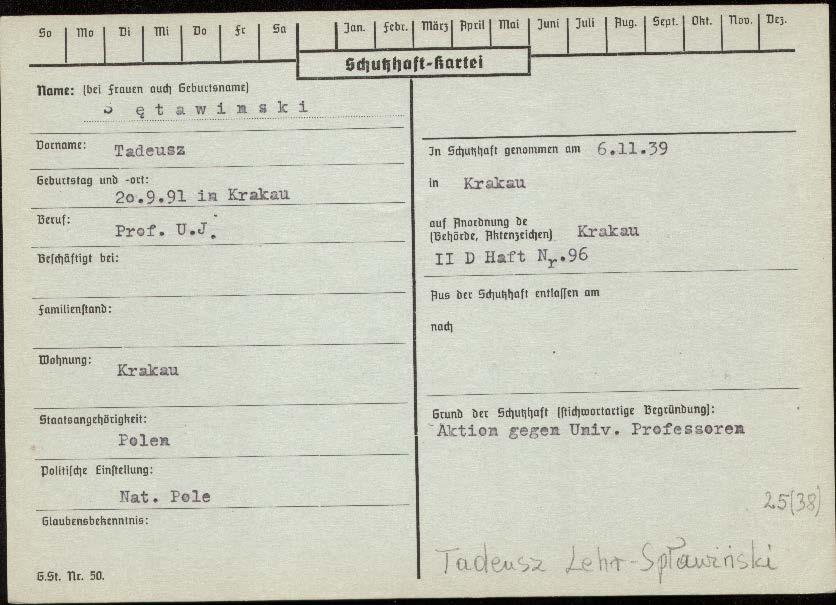 So Mo Di Mi Do Fr Sa Jan. Febr. März April Mai Juni Juli Aug. Sept. Okt. Nov. Dez.
Schutzhaft-Kartei
Name: (bei Frauen auch Geburtsname)
S ę t a w i n s k i
Vorname: Tadeusz
Geburtstag und -ort:
20.9.91 in Krakau
Beruf: Prof. U.J.
Beschäftigt bei:
Familienstand:
Wohnung: Krakau
Staatsangehörigkeit:
Polen
Politische Einstellung:
Nat. Pole
Glaubensbekenntnis:
G.St. Nr. 50.
In Schutzhaft genommen am 6.11.39
in Krakau
auf Anordnung de
(Behörde, Aktenzeichen) Krakau
II D Haft Nr.96
Aus der Schutzhaft entlassen am
nach
Grund der Schutzhaft (stichwortartige Begründung):
Aktion gegen Univ. Professoren
25(38)
Tadeusz Lehr-Spławiński